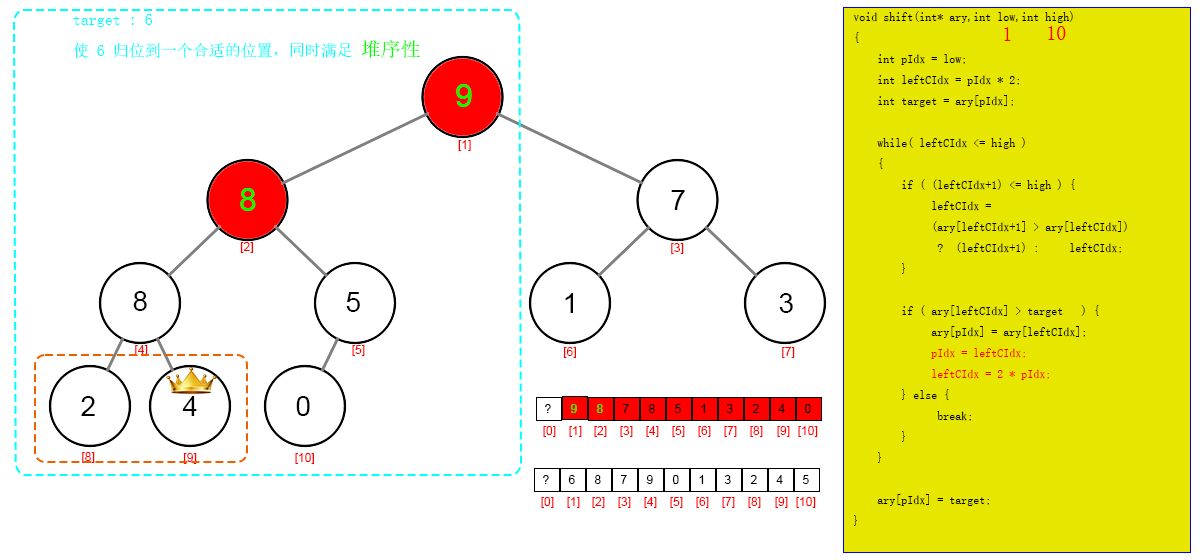 target : 6
使 6 归位到一个合适的位置, 同时满足 堆序性
9
[1]
8
[2]
7
[3]
8
[4]
5
[5]
1
[6]
3
[7]
2
[8]
4
[9]
0
[10]
? 9 8 7 8 5 1 3 2 4 0
[0] [1] [2] [3] [4] [5] [6] [7] [8] [9] [10]
? 6 8 7 9 0 1 3 2 4 5
[0] [1] [2] [3] [4] [5] [6] [7] [8] [9] [10]
void shift(int* ary,int low,int high)
{ 1 10
int pIdx = low;
int leftCIdx = pIdx * 2;
int target = ary[pIdx];
while( leftCIdx <= high )
{
if ( (leftCIdx+1) <= high ) {
leftCIdx =
(ary[leftCIdx+1] > ary[leftCIdx])
? (leftCIdx+1) : leftCIdx;
}
if ( ary[leftCIdx] > target ) {
ary[pIdx] = ary[leftCIdx];
pIdx = leftCIdx;
leftCIdx = 2 * pIdx;
} else {
break;
}
}
ary[pIdx] = target;
}